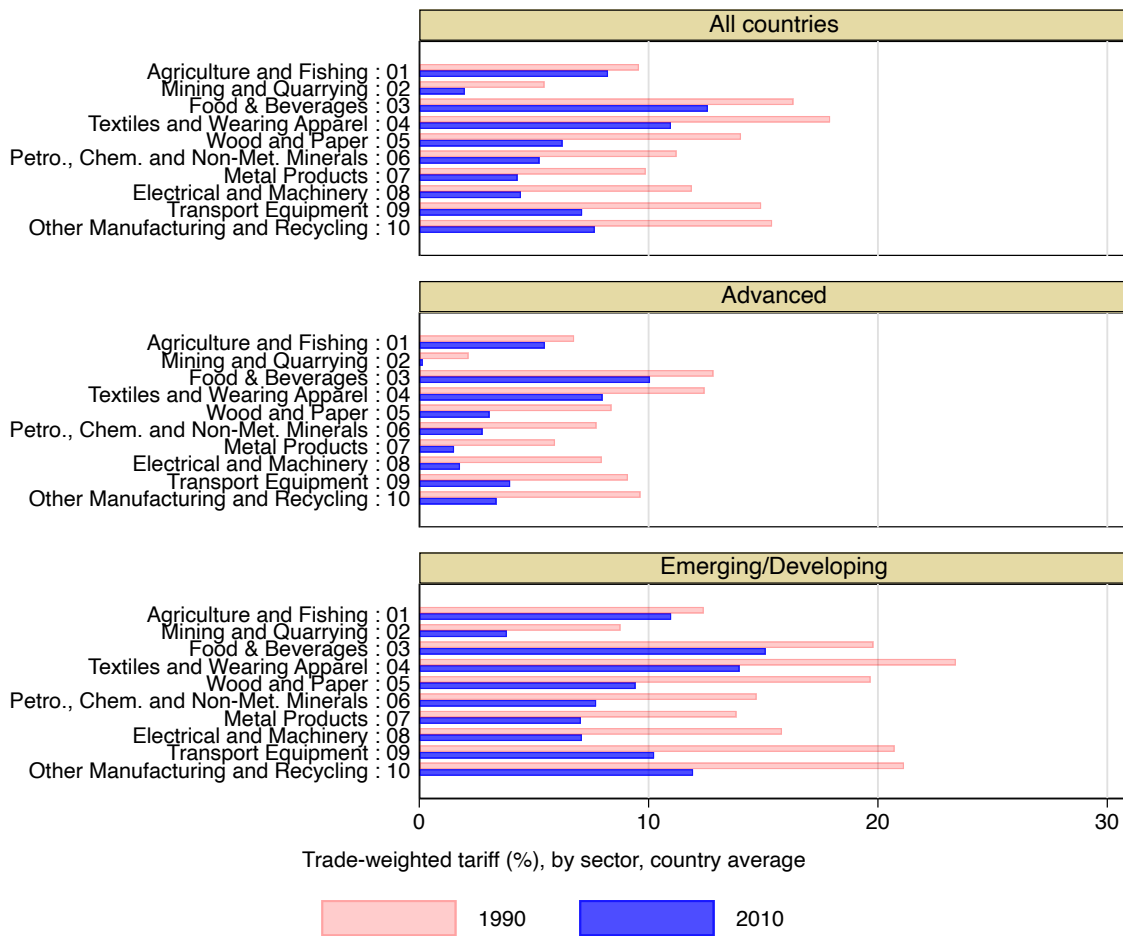 All countries
Agriculture and Fishing : 01
Mining and Quarrying : 02
Food & Beverages : 03
Textiles and Wearing Apparel : 04
Wood and Paper : 05
Petro., Chem. and Non-Met. Minerals : 06
Metal Products : 07
Electrical and Machinery : 08
Transport Equipment : 09
Other Manufacturing and Recycling : 10
Advanced
Agriculture and Fishing : 01
Mining and Quarrying : 02
Food & Beverages : 03
Textiles and Wearing Apparel : 04
Wood and Paper : 05
Petro., Chem. and Non-Met. Minerals : 06
Metal Products : 07
Electrical and Machinery : 08
Transport Equipment : 09
Other Manufacturing and Recycling : 10
Emerging/Developing
Agriculture and Fishing : 01
Mining and Quarrying : 02
Food & Beverages : 03
Textiles and Wearing Apparel : 04
Wood and Paper : 05
Petro., Chem. and Non-Met. Minerals : 06
Metal Products : 07
Electrical and Machinery : 08
Transport Equipment : 09
Other Manufacturing and Recycling : 10
0 10 20 30
Trade-weighted tariff (%), by sector, country average
1990 2010